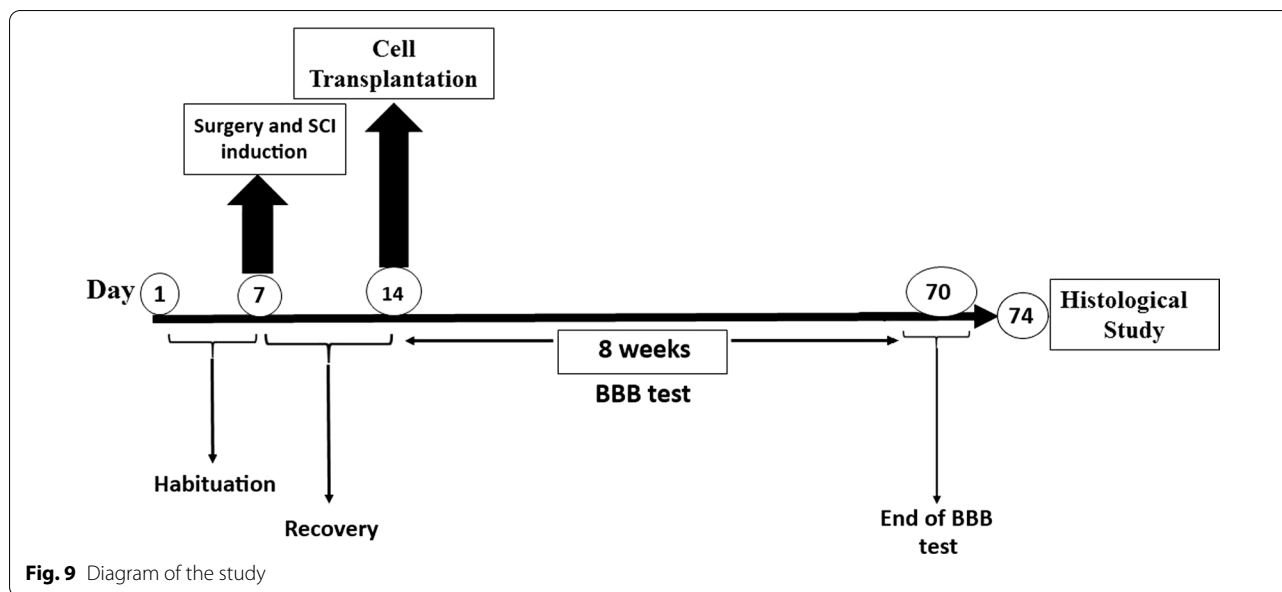 Cell
Transplantation
Surgery and SCI
induction
Day 1 7 14 70 74
Histological
Study
8 weeks
BBB test
Habituation
Recovery
End of BBB
test
Fig. 9 Diagram of the study